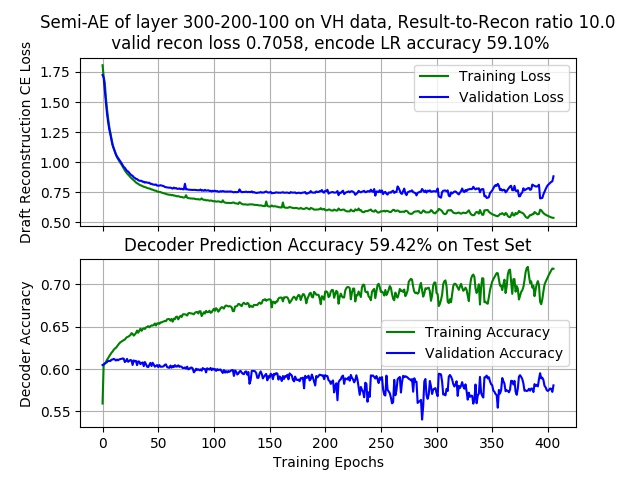 Semi-AE of layer 300-200-100 on VH data, Result-to-Recon ratio 10.0
valid recon loss 0.7058, encode LR accuracy 59.10%
Draft Reconstruction CE Loss
1.75
1.50
1.25
1.00
0.75
0.50
Training Loss
Validation Loss
Decoder Prediction Accuracy 59.42% on Test Set
Decoder Accuracy
0.70
0.65
0.60
0.55
Training Accuracy
Validation Accuracy
0 50 100 150 200 250 300 350 400
Training Epochs